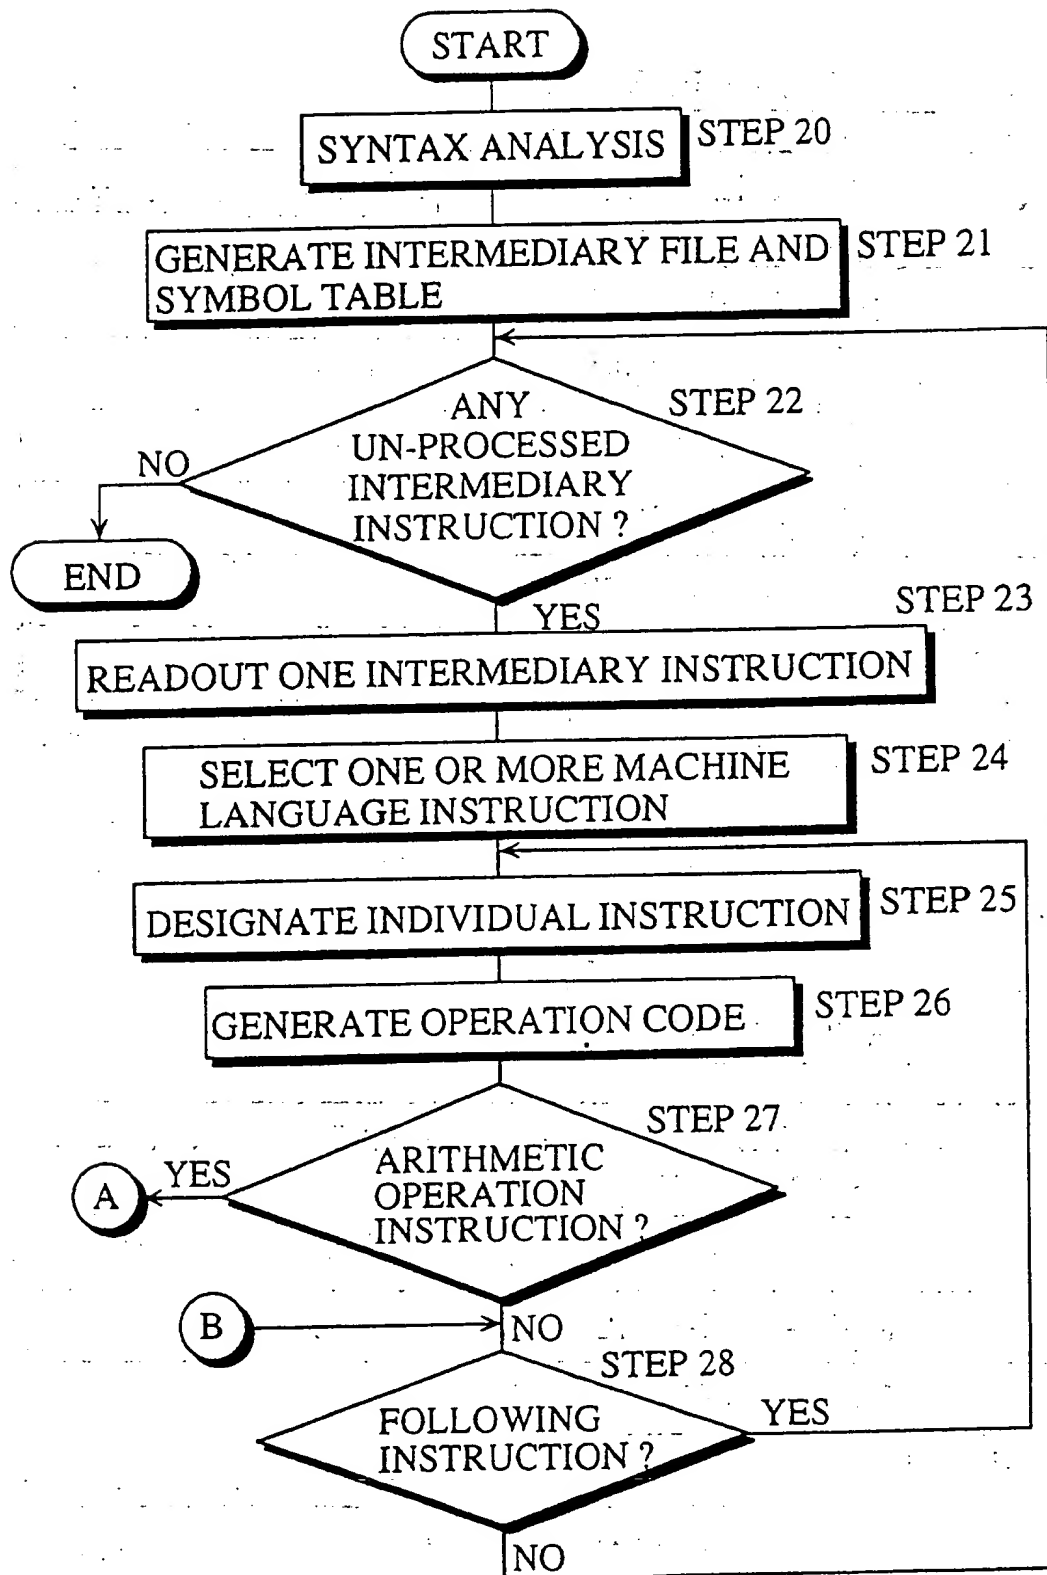 START
SYNTAX ANALYSIS
STEP 20
GENERATE INTERMEDIARY FILE AND
SYMBOL TABLE
STEP 21
STEP 22
ANY
UN-PROCESSED
INTERMEDIARY
INSTRUCTION ?
NO
END
YES
STEP 23
READOUT ONE INTERMEDIARY INSTRUCTION
SELECT ONE OR MORE MACHINE
LANGUAGE INSTRUCTION
STEP 24
DESIGNATE INDIVIDUAL INSTRUCTION
STEP 25
GENERATE OPERATION CODE
STEP 26
STEP 27
ARITHMETIC
OPERATION
INSTRUCTION ?
YES
A
B
NO
STEP 28
FOLLOWING
INSTRUCTION ?
YES
NO